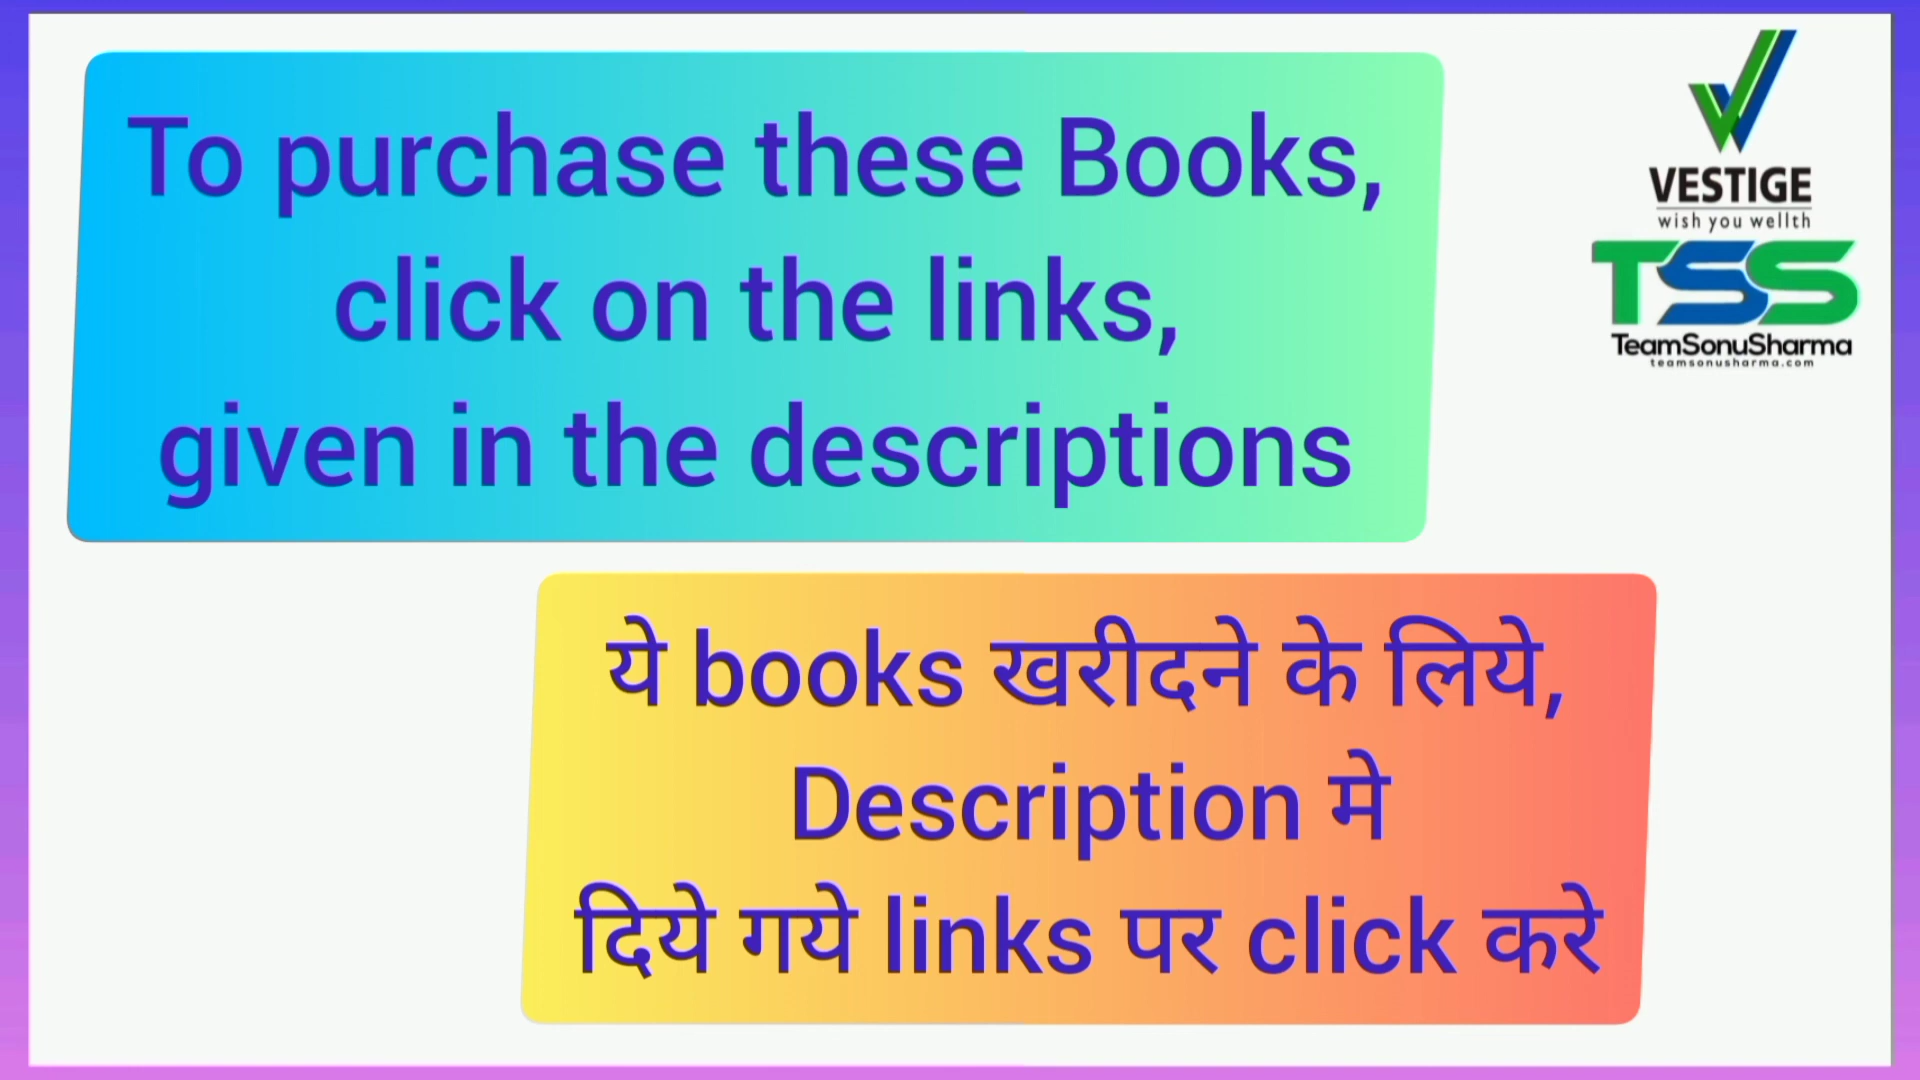 To purchase these Books,
click on the links,
given in the descriptions
VESTIGE
wish you wellth
TSS
TeamSonuSharma
teamsonusharma.com
ये books खरीदने के लिये,
Description मे
दिये गये links पर click करे